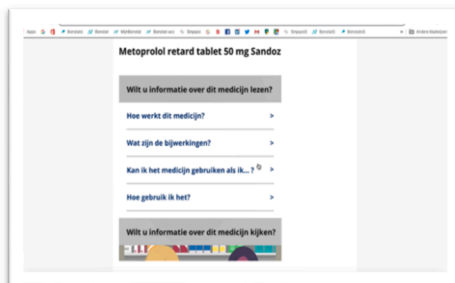 Apps
Metoprolol retard tablet 50 mg Sandoz
Wilt u informatie over dit medicijn lezen?
Hoe werkt dit medicijn? >
Wat zijn de bijwerkingen? >
Kan ik het medicijn gebruiken als ik... ? >
Hoe gebruik ik het? >
Wilt u informatie over dit medicijn kijken?